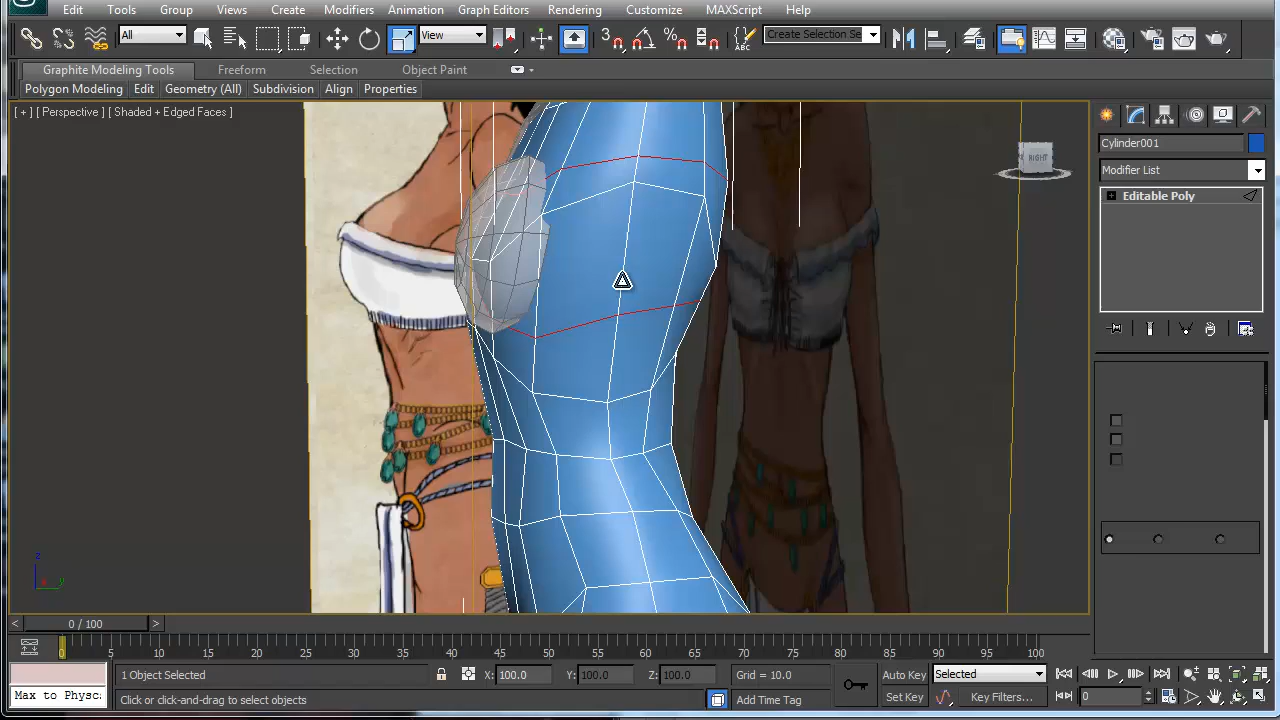 Edit Tools Group Views Create Modifiers Animation Graph Editors Rendering Customize MAXScript Help
All View 3 Create Selection Se
Graphite Modeling Tools Freeform Selection Object Paint
Polygon Modeling Edit Geometry (All) Subdivision Align Properties
[ + ] [ Perspective ] [ Shaded + Edged Faces ]
RIGHT
Cylinder001
Modifier List
Editable Poly
z
x y
< 0 / 100 >
0 5 10 15 20 25 30 35 40 45 50 55 60 65 70 75 80 85 90 95 100
1 Object Selected X: 100.0 Y: 100.0 Z: 100.0 Grid = 10.0 Auto Key Selected
Max to Physc Click or click-and-drag to select objects Add Time Tag Set Key Key Filters... 0